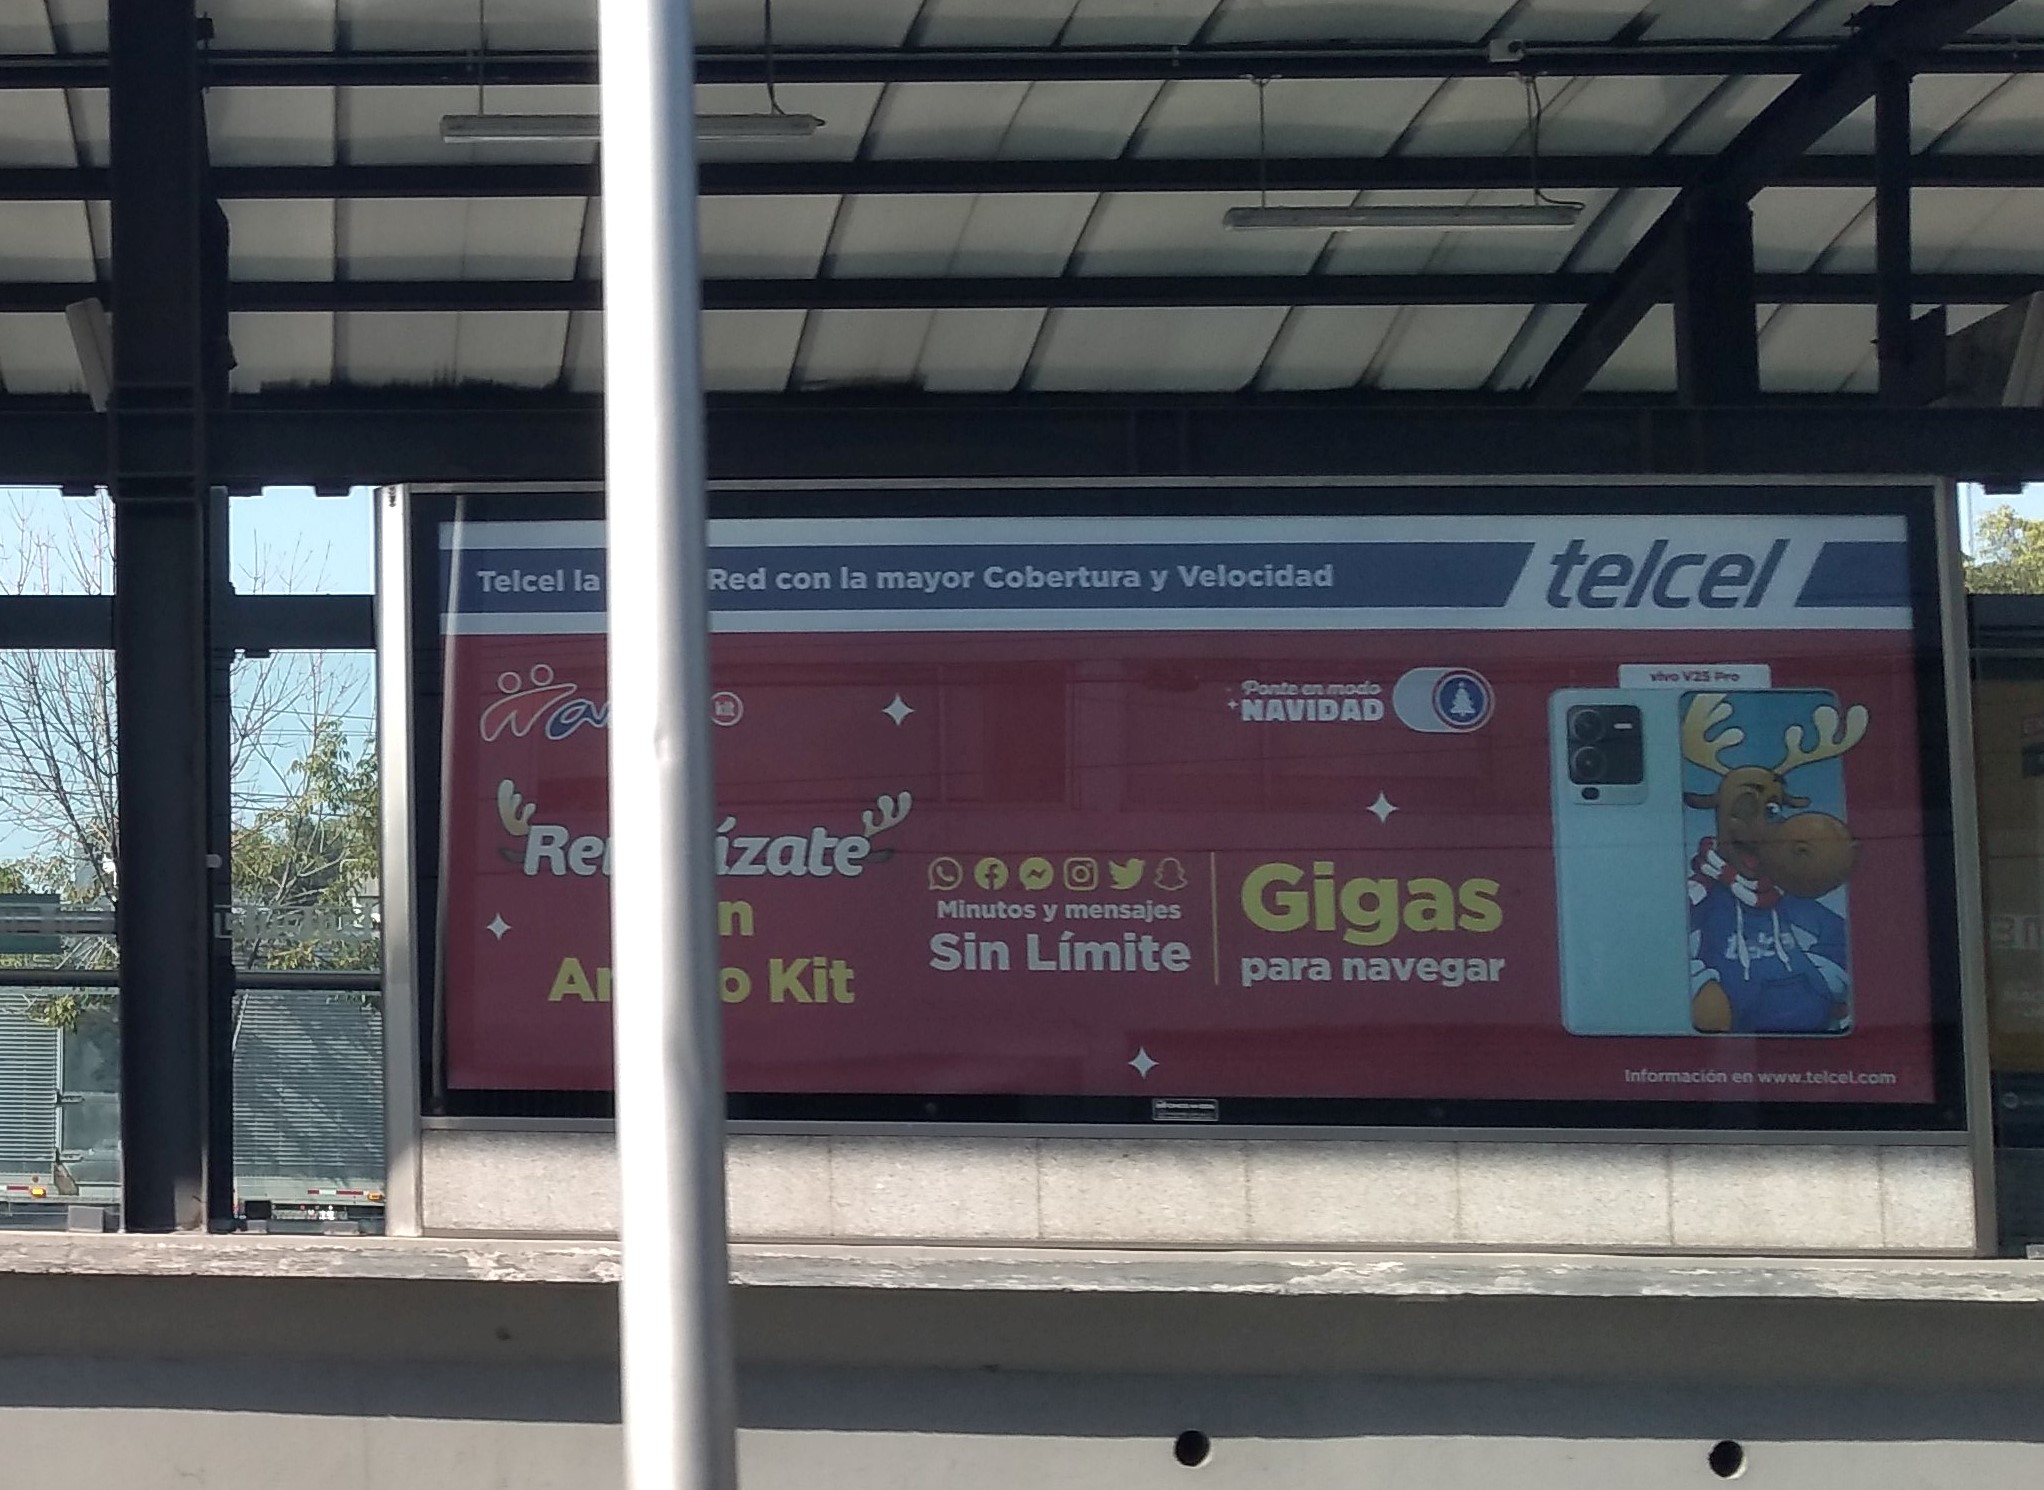 Telcel la Red con la mayor Cobertura y Velocidad
telcel
kit
Ponte en modo
NAVIDAD
vivo V25 Pro
Kit
Minutos y mensajes
Sin Límite
Gigas
para navegar
Información en www.telcel.com